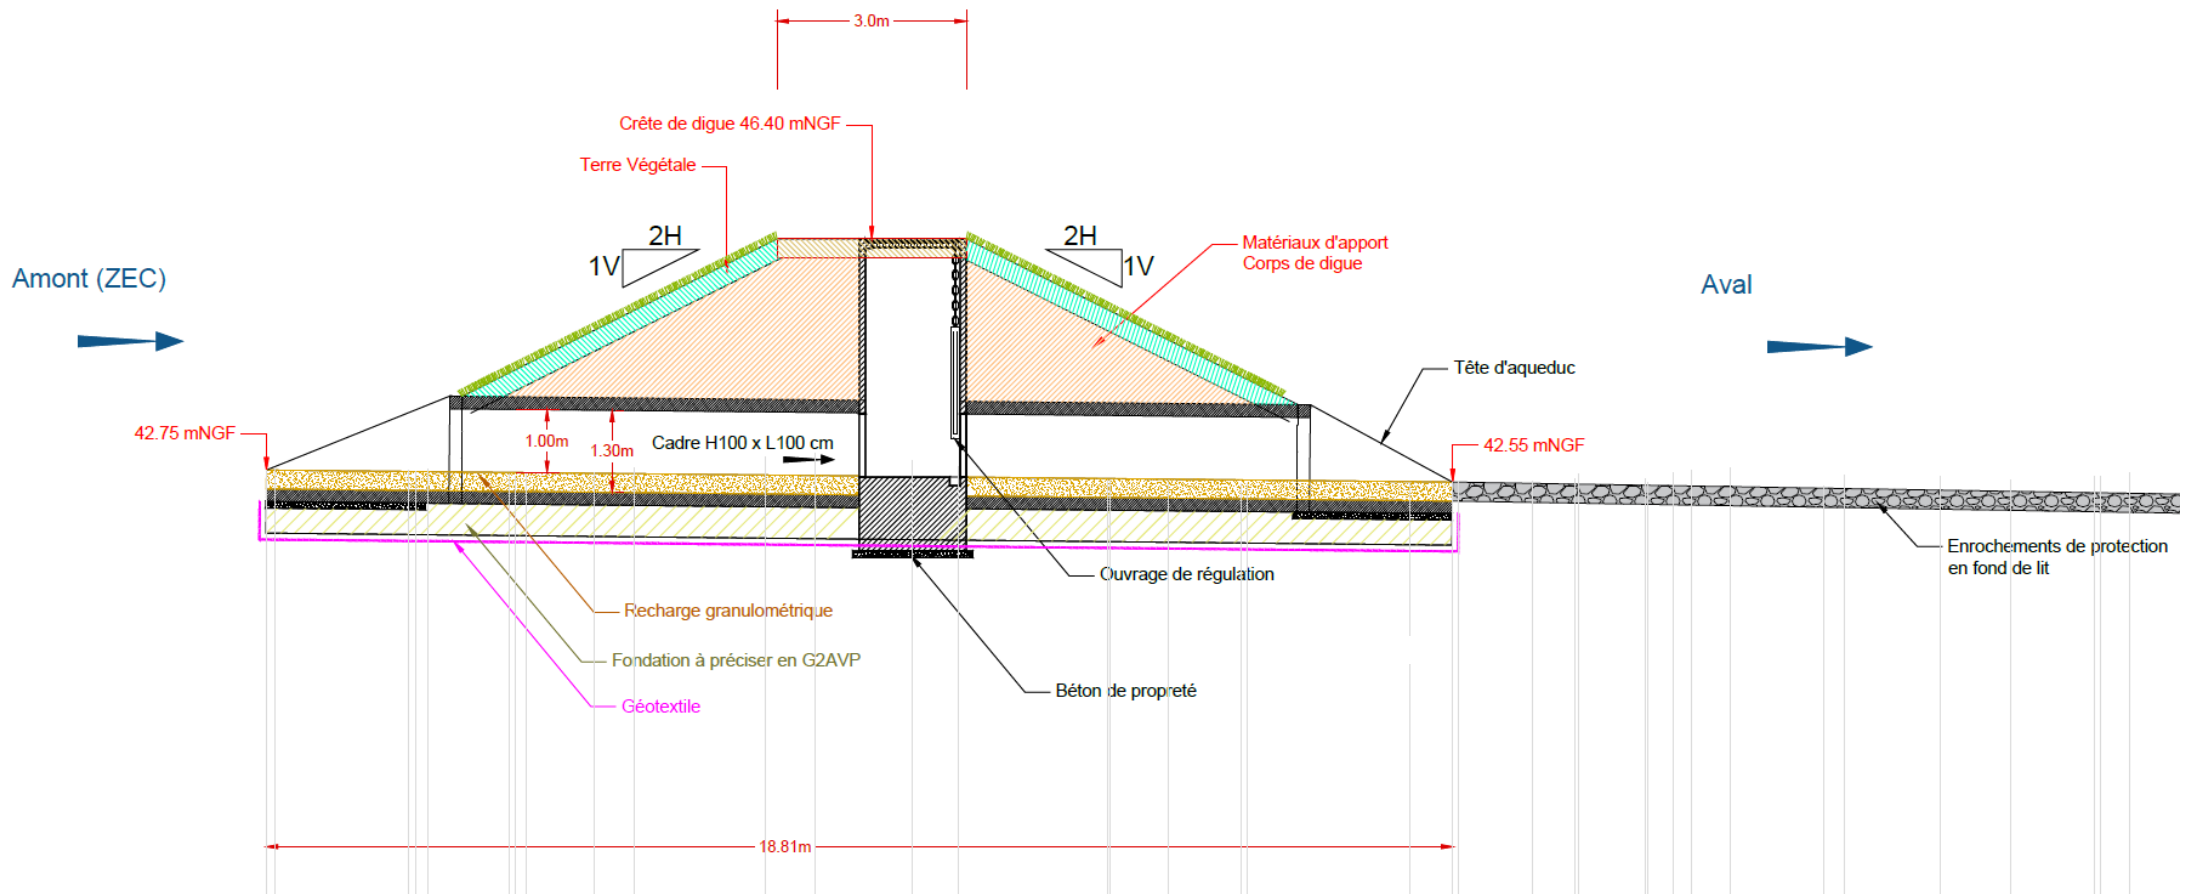 3.0m
Crête de digue 46.40 mNGF
Terre Végétale
2H
1V
2H
1V
Matériaux d'apport
Corps de digue
Amont (ZEC)
Aval
Tête d'aqueduc
42.75 mNGF
1.00m
1.30m
Cadre H100 x L100 cm
42.55 mNGF
Enrochements de protection
en fond de lit
Ouvrage de régulation
Recharge granulométrique
Fondation à préciser en G2AVP
Béton de propreté
Géotextile
18.81m